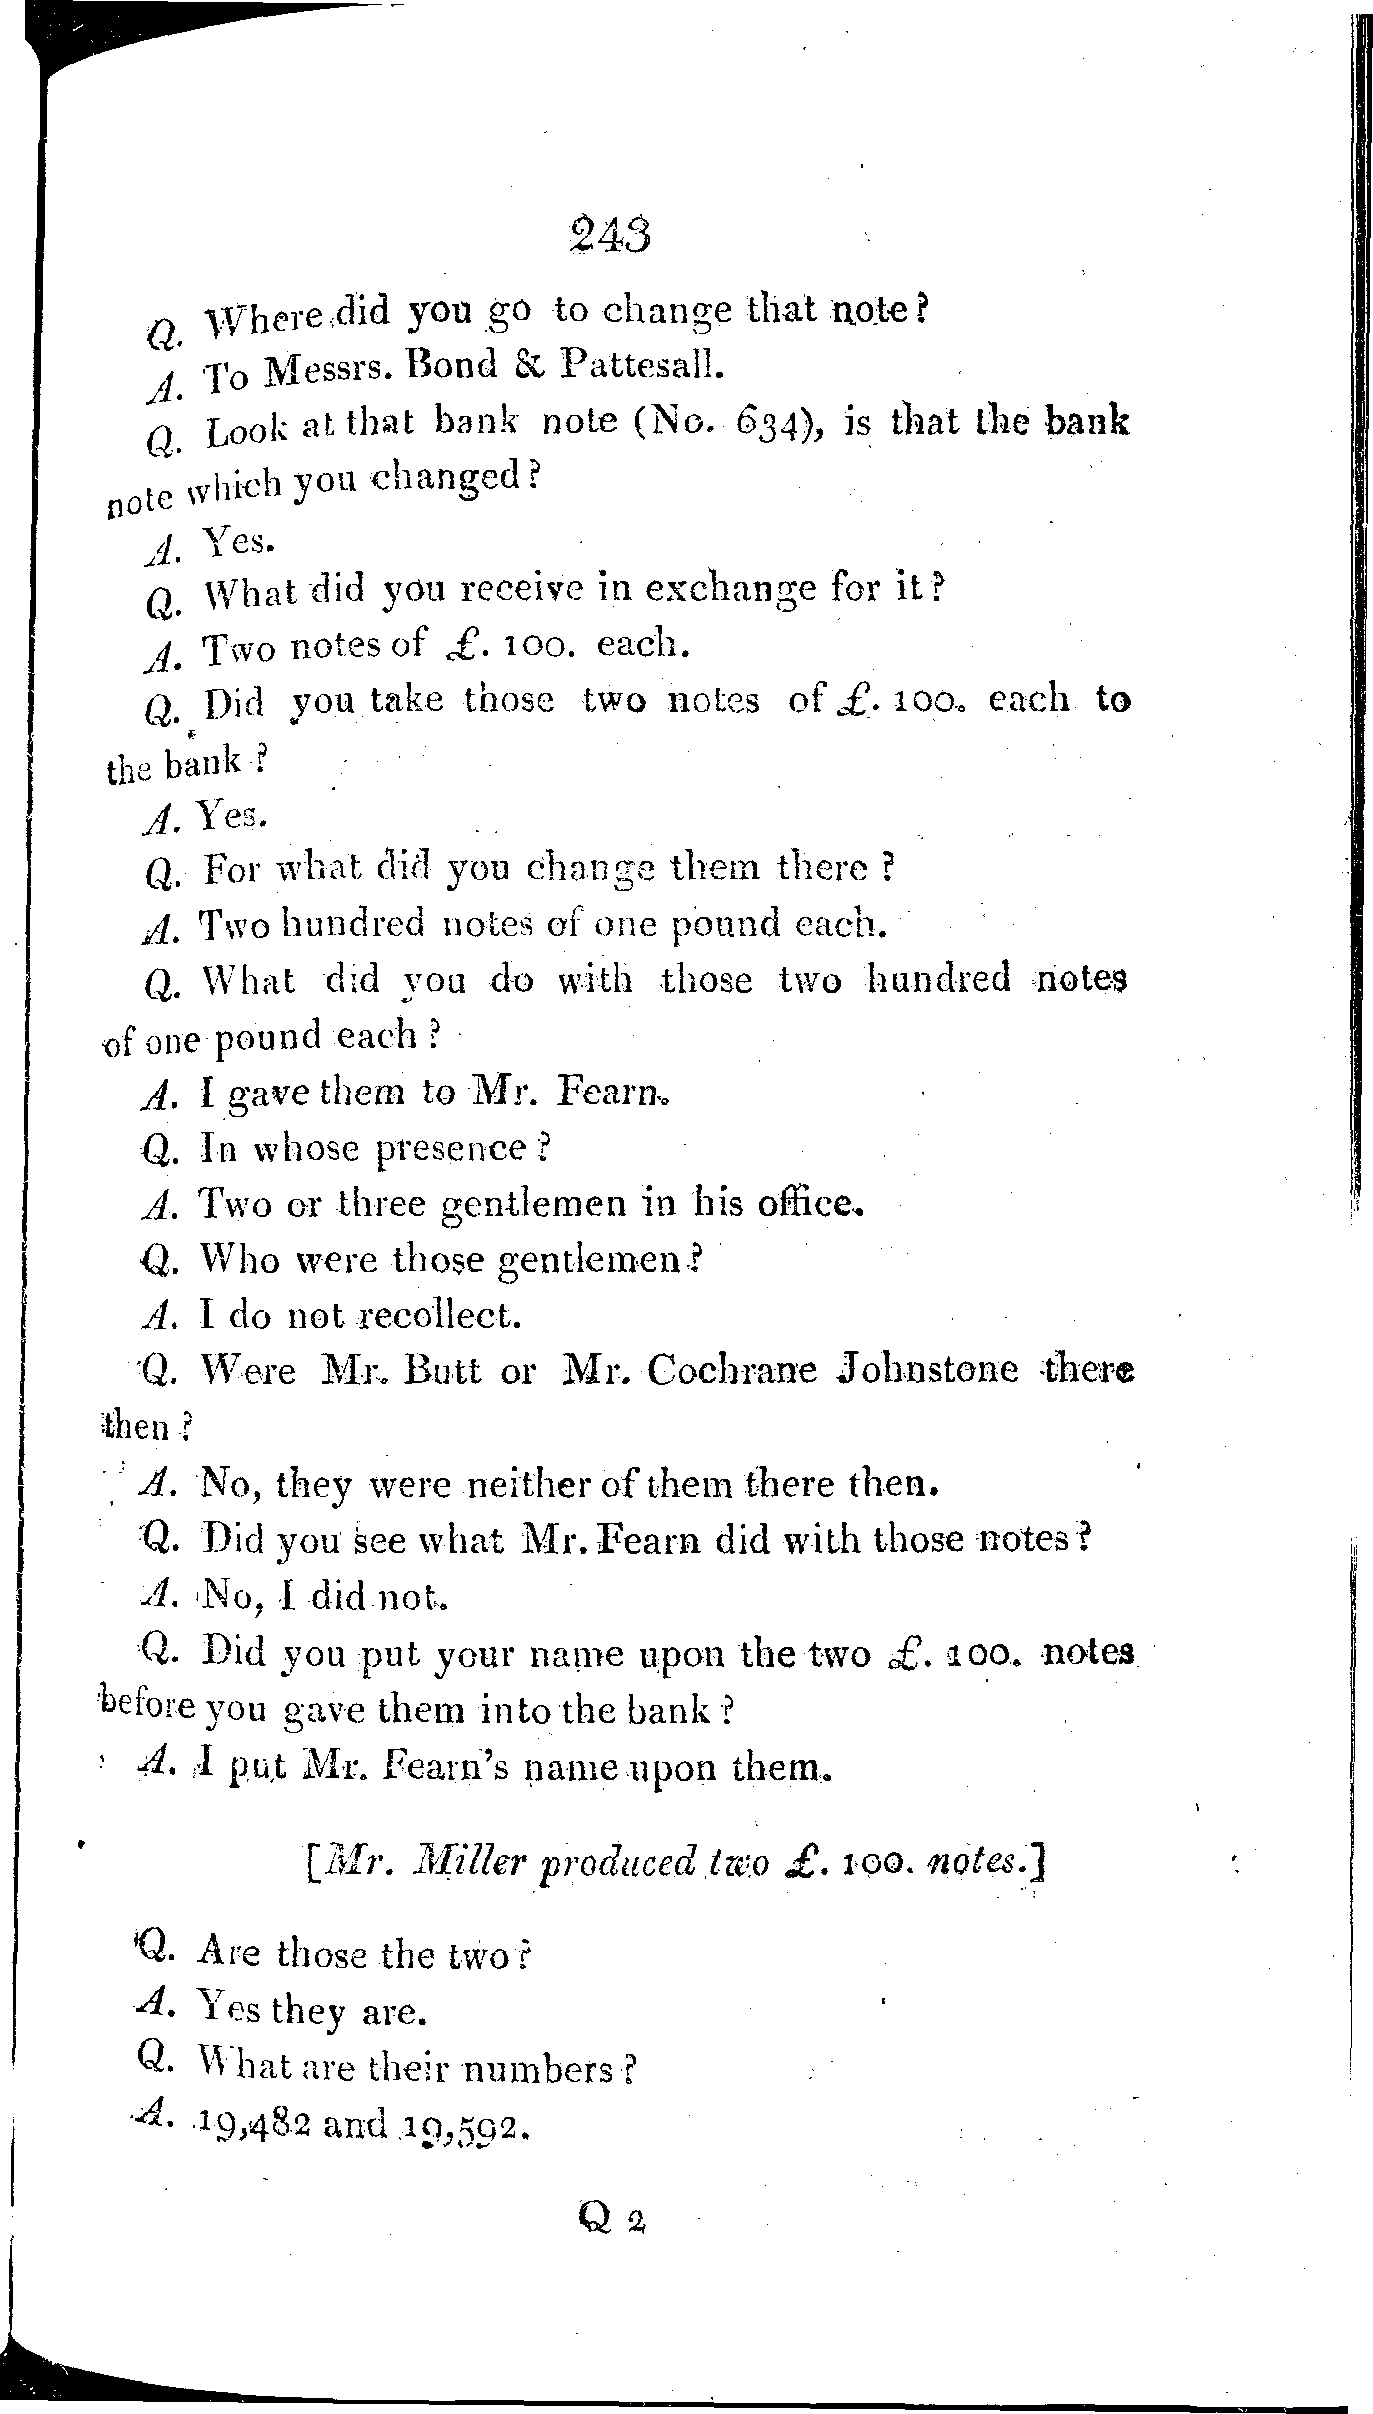 243
Q. Where did you go to change that note?
A. To Messrs. Bond & Pattesall.
Q. Look at that bank note (No. 634), is that the bank
note which you changed?
A. Yes.
Q. What did you receive in exchange for it?
A. Two notes of £. 100. each.
Q. Did you take those two notes of £. 100. each to
the bank?
A. Yes.
Q. For what did you change them there?
A. Two hundred notes of one pound each.
Q. What did you do with those two hundred notes
of one pound each?
A. I gave them to Mr. Fearn.
Q. In whose presence?
A. Two or three gentlemen in his office.
Q. Who were those gentlemen?
A. I do not recollect.
Q. Were Mr. Butt or Mr. Cochrane Johnstone there
then?
A. No, they were neither of them there then.
Q. Did you see what Mr. Fearn did with those notes?
A. No, I did not.
Q. Did you put your name upon the two £. 100. notes
before you gave them into the bank?
A. I put Mr. Fearn's name upon them.
[Mr. Miller produced two £. 100. notes.]
Q. Are those the two?
A. Yes they are.
Q. What are their numbers?
A. 19,482 and 19,592.
Q 2